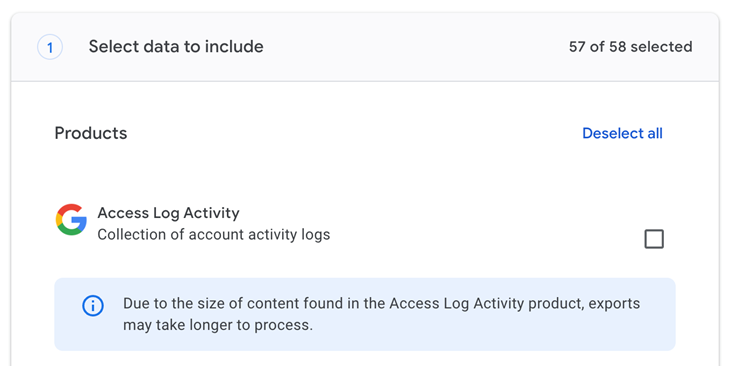 1 Select data to include 57 of 58 selected
Products Deselect all
Access Log Activity
Collection of account activity logs
Due to the size of content found in the Access Log Activity product, exports
may take longer to process.